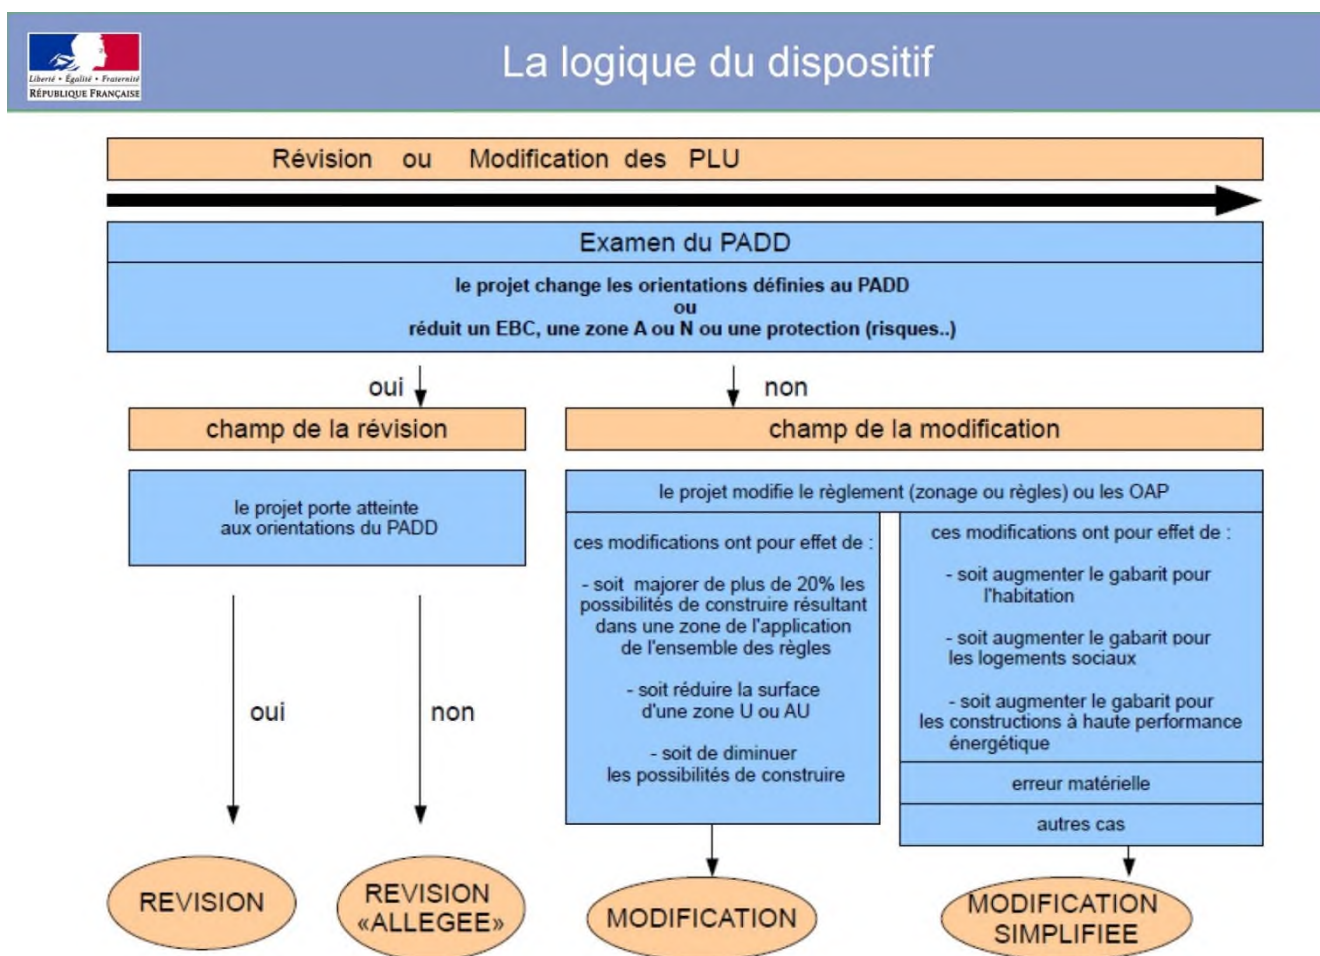 La logique du dispositif
Liberté • Égalité • Fraternité
RÉPUBLIQUE FRANÇAISE
Révision ou Modification des PLU
Examen du PADD
le projet change les orientations définies au PADD
ou
réduit un EBC, une zone A ou N ou une protection (risques..)
oui
non
champ de la révision
champ de la modification
le projet porte atteinte
aux orientations du PADD
oui
non
le projet modifie le règlement (zonage ou règles) ou les OAP
ces modifications ont pour effet de :
- soit majorer de plus de 20% les
possibilités de construire résultant
dans une zone de l'application
de l'ensemble des règles
- soit réduire la surface
d'une zone U ou AU
- soit de diminuer
les possibilités de construire
ces modifications ont pour effet de :
- soit augmenter le gabarit pour
l'habitation
- soit augmenter le gabarit pour
les logements sociaux
- soit augmenter le gabarit pour
les constructions à haute performance
énergétique
erreur matérielle
autres cas
REVISION
REVISION
«ALLEGEE»
MODIFICATION
MODIFICATION
SIMPLIFIEE